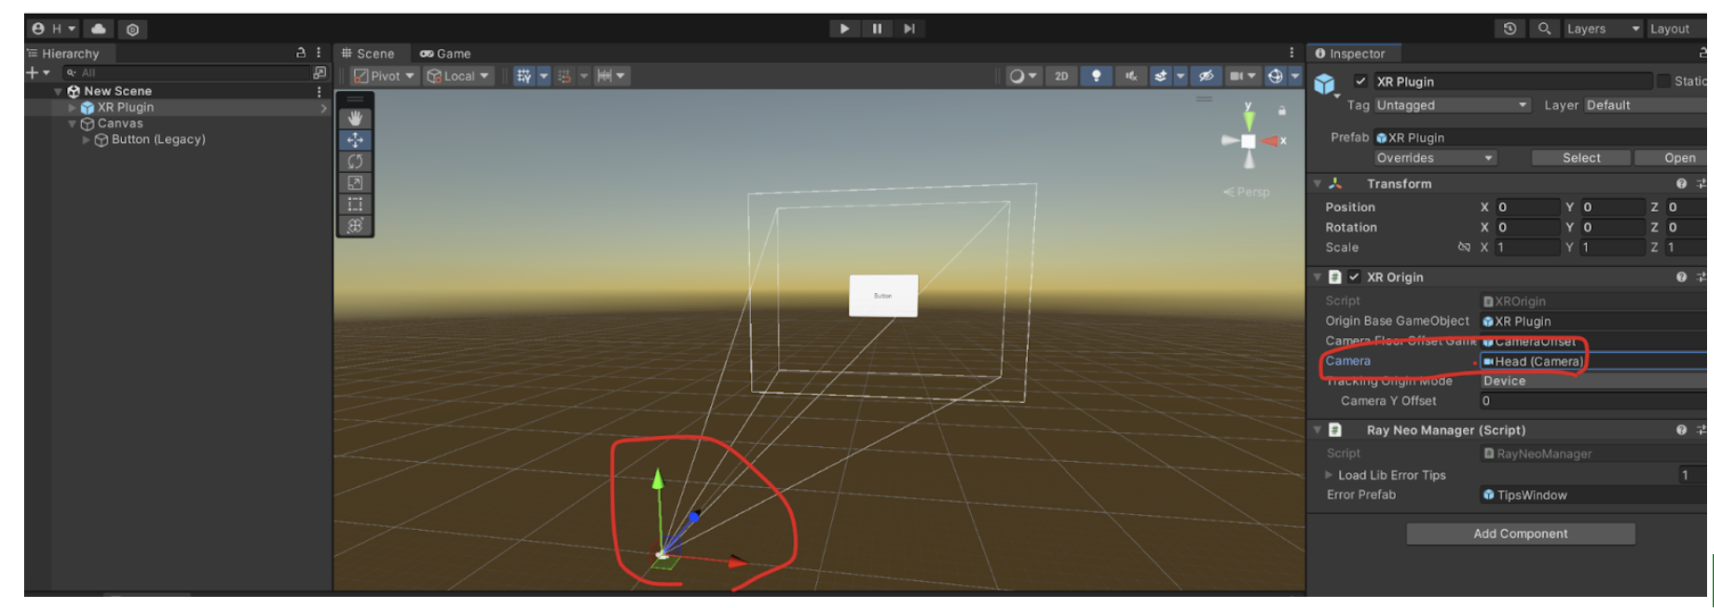 H
Layers
Layout
Hierarchy
Scene
Game
Inspector
All
Pivot
Local
2D
XR Plugin
Static
New Scene
XR Plugin
Tag Untagged
Layer Default
Canvas
Button (Legacy)
Prefab XR Plugin
Overrides
Select
Open
y
x
Persp
Transform
Position X 0 Y 0 Z 0
Rotation X 0 Y 0 Z 0
Scale X 1 Y 1 Z 1
XR Origin
Button
Script XROrigin
Origin Base GameObject XR Plugin
Camera Floor Offset Game CameraOffset
Camera Head (Camera)
Tracking Origin Mode Device
Camera Y Offset 0
Ray Neo Manager (Script)
Script RayNeoManager
Load Lib Error Tips 1
Error Prefab TipsWindow
Add Component